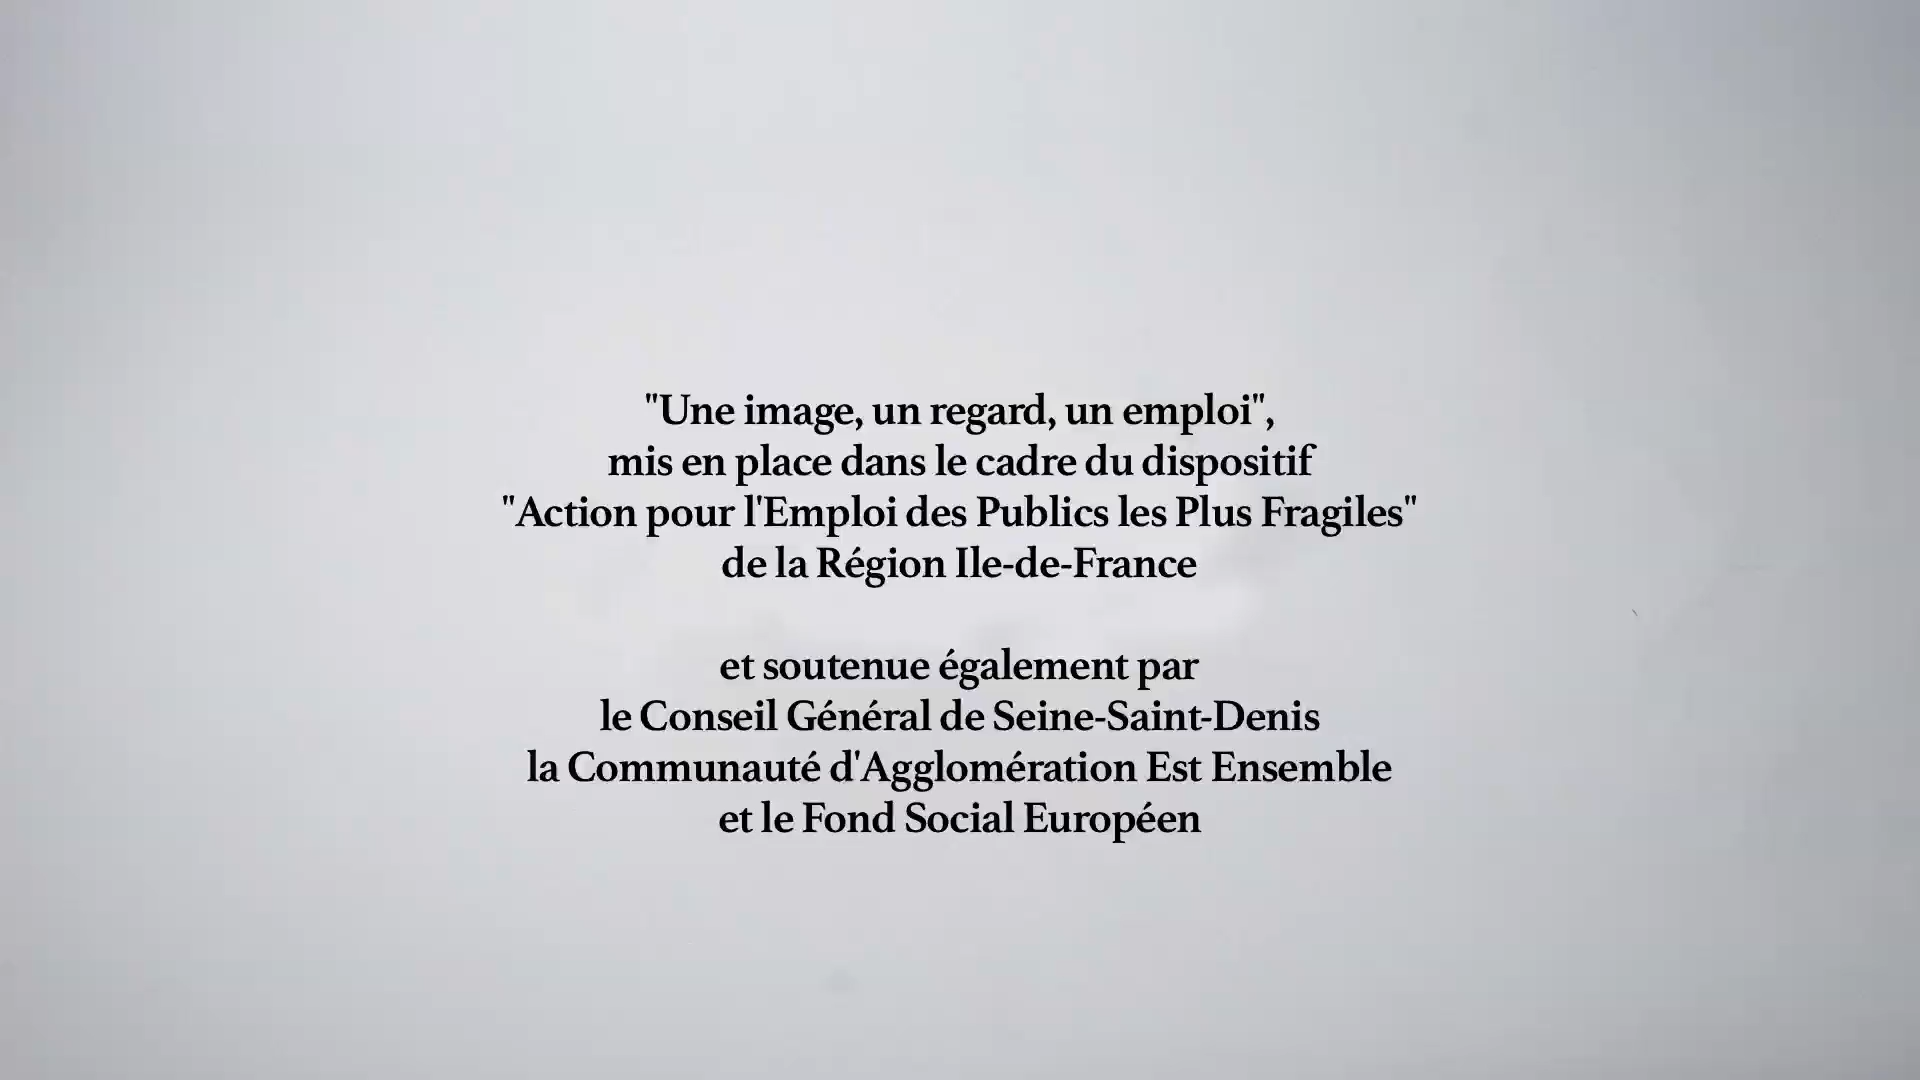 "Une image, un regard, un emploi",
mis en place dans le cadre du dispositif
"Action pour l'Emploi des Publics les Plus Fragiles"
de la Région Ile-de-France
et soutenue également par
le Conseil Général de Seine-Saint-Denis
la Communauté d'Agglomération Est Ensemble
et le Fond Social Européen